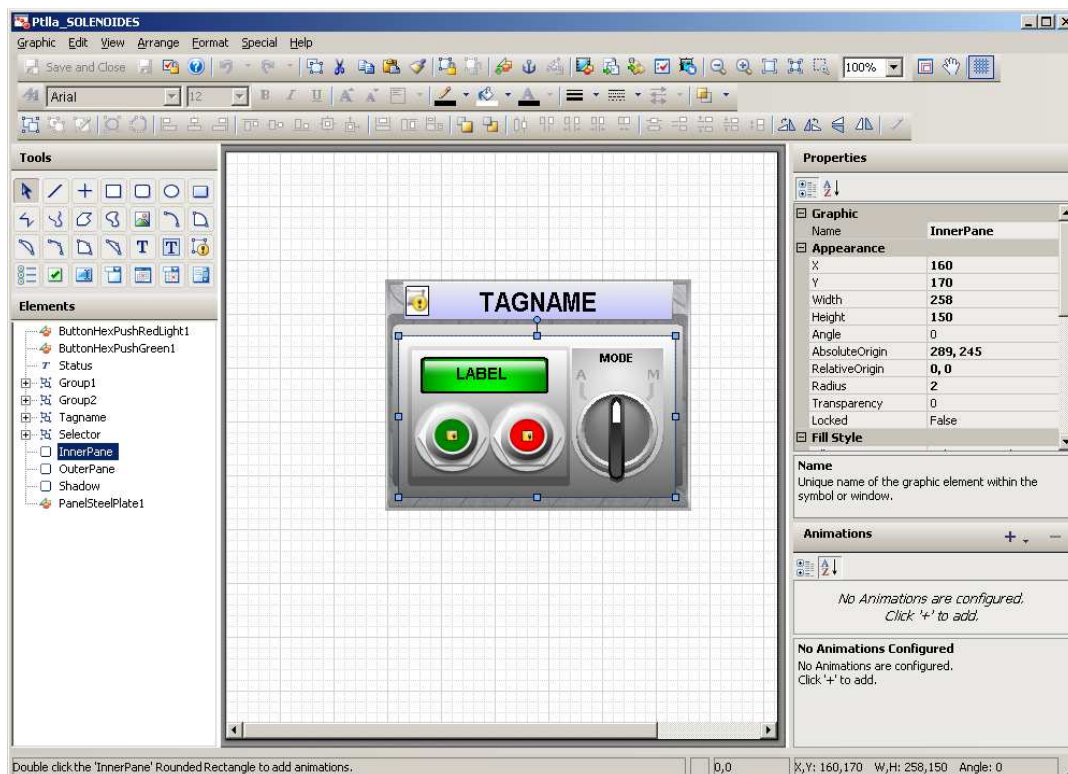 Ptlla_SOLENOIDES
Graphic Edit View Arrange Format Special Help
Save and Close
100%
Arial
12
B I U A A A
Tools
T T
Elements
ButtonHexPushRedLight1
ButtonHexPushGreen1
T Status
Group1
Group2
Tagname
Selector
InnerPane
OuterPane
Shadow
PanelSteelPlate1
TAGNAME
LABEL
MODE
A M
Properties
Graphic
Name InnerPane
Appearance
X 160
Y 170
Width 258
Height 150
Angle 0
AbsoluteOrigin 289, 245
RelativeOrigin 0, 0
Radius 2
Transparency 0
Locked False
Fill Style
Name
Unique name of the graphic element within the
symbol or window.
Animations
No Animations are configured.
Click '+' to add.
No Animations Configured
No Animations are configured.
Click '+' to add.
Double click the 'InnerPane' Rounded Rectangle to add animations.
0,0
X,Y: 160,170 W,H: 258,150 Angle: 0